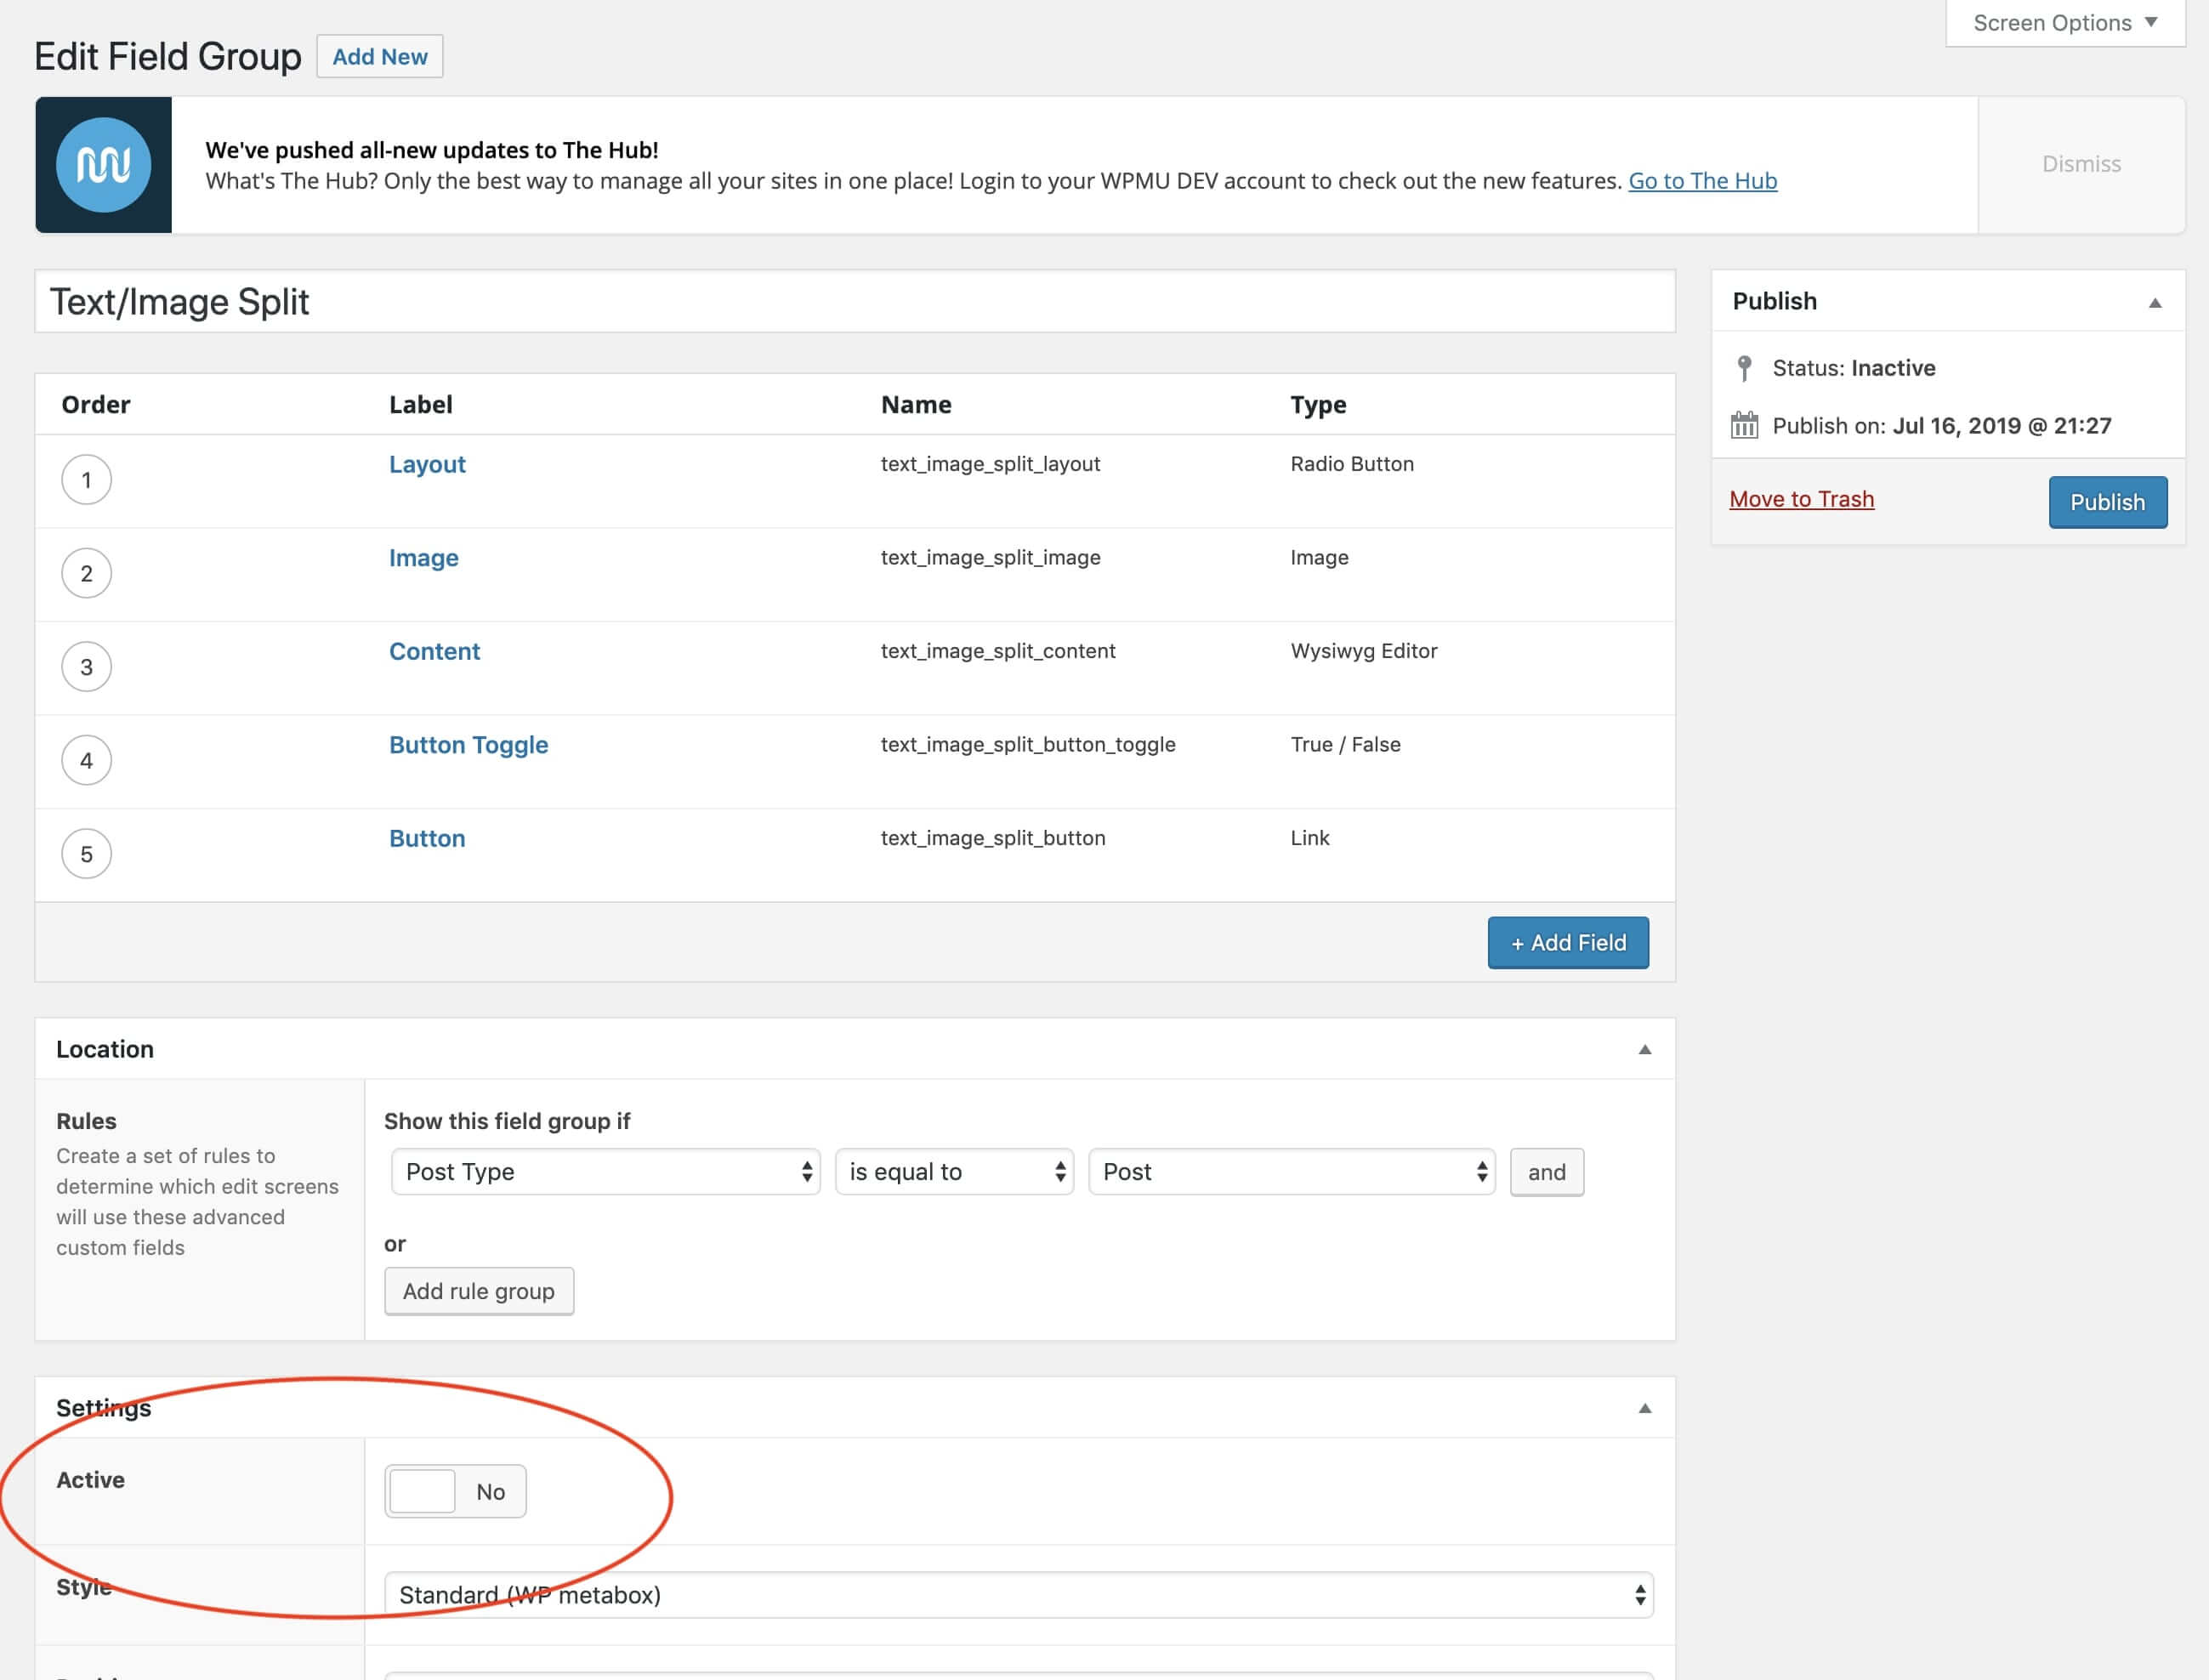 Screen Options
Edit Field Group Add New
We've pushed all-new updates to The Hub!
What's The Hub? Only the best way to manage all your sites in one place! Login to your WPMU DEV account to check out the new features. Go to The Hub
Dismiss
Text/Image Split
Order Label Name Type
1 Layout text_image_split_layout Radio Button
2 Image text_image_split_image Image
3 Content text_image_split_content Wysiwyg Editor
4 Button Toggle text_image_split_button_toggle True / False
5 Button text_image_split_button Link
+ Add Field
Publish
Status: Inactive
Publish on: Jul 16, 2019 @ 21:27
Move to Trash Publish
Location
Rules
Create a set of rules to
determine which edit screens
will use these advanced
custom fields
Show this field group if
Post Type is equal to Post and
or
Add rule group
Settings
Active No
Style Standard (WP metabox)